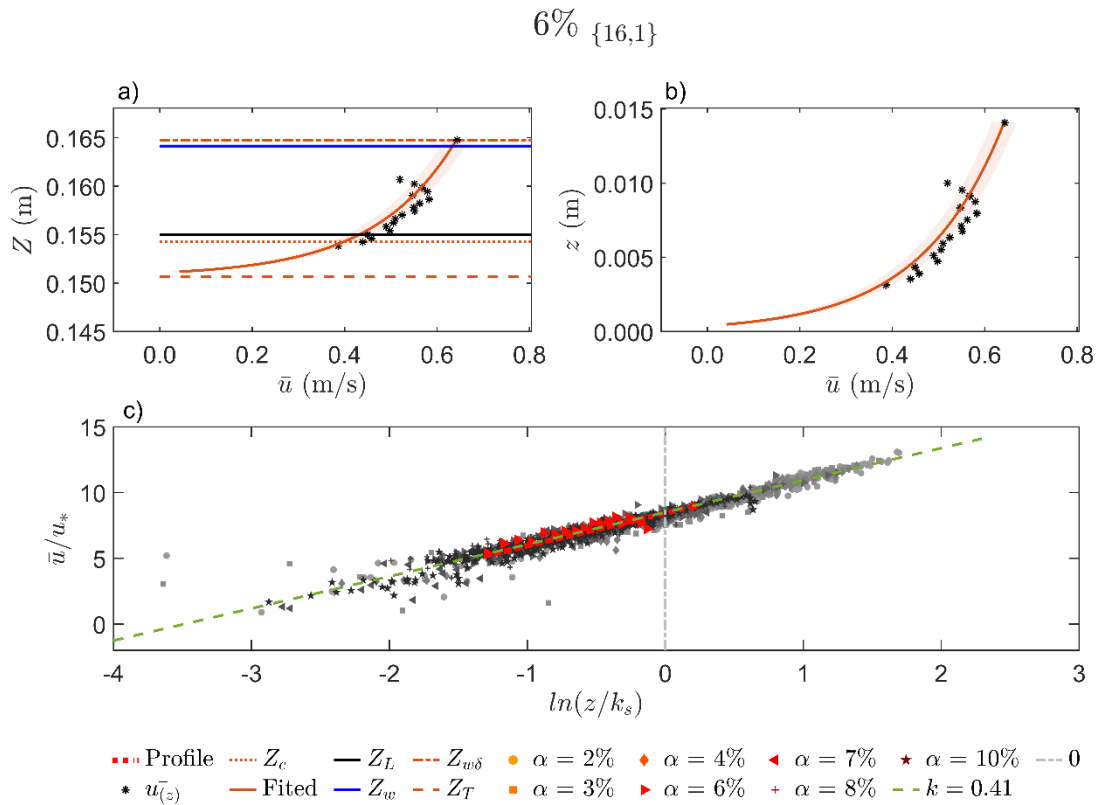 6% {16,1}
a)
b)
0.165
0.160
0.155
0.150
0.145
Z (m)
0.0 0.2 0.4 0.6 0.8
ū (m/s)
0.015
0.010
0.005
0.000
z (m)
0.0 0.2 0.4 0.6 0.8
ū (m/s)
c)
15
10
5
0
ū/u*
-4 -3 -2 -1 0 1 2 3
ln(z/ks)
Profile Zc ZL Zwδ α = 2% α = 4% α = 7% α = 10% 0
ū(z) Fited Zw ZT α = 3% α = 6% α = 8% k = 0.41